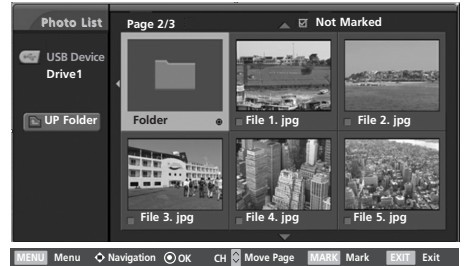 Photo List
Page 2/3
Not Marked
USB Device
Drive1
UP Folder
Folder
File 1. jpg
File 2. jpg
File 3. jpg
File 4. jpg
File 5. jpg
MENU Menu Navigation OK CH Move Page MARK Mark EXIT Exit